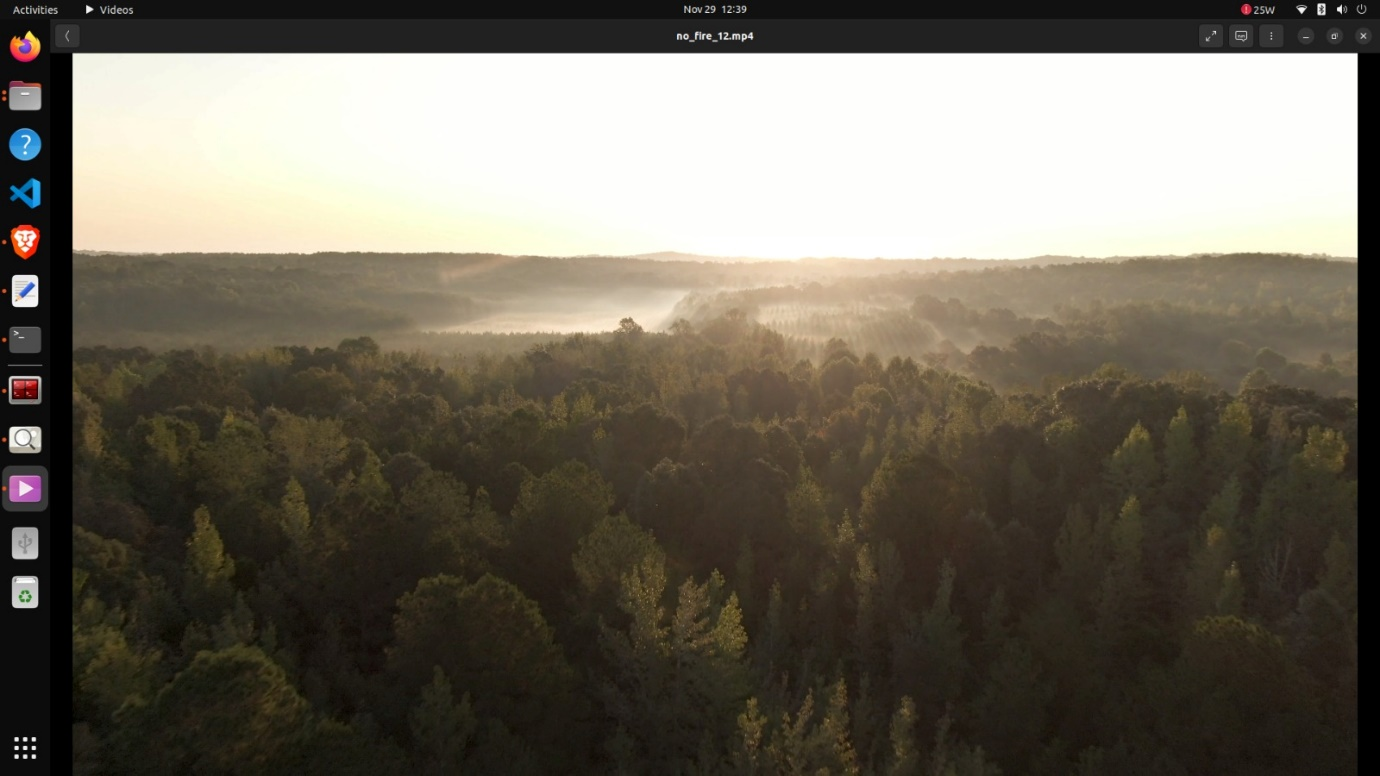 Activities
Videos
Nov 29 12:39
25W
no_fire_12.mp4